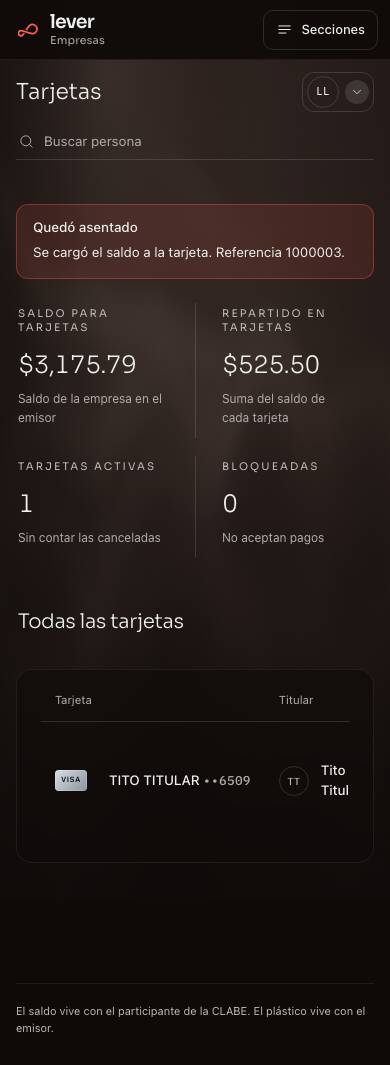 lever
Empresas
Secciones
Tarjetas
LL
Buscar persona
Quedó asentado
Se cargó el saldo a la tarjeta. Referencia 1000003.
SALDO PARA
TARJETAS
$3,175.79
Saldo de la empresa en el
emisor
REPARTIDO EN
TARJETAS
$525.50
Suma del saldo de
cada tarjeta
TARJETAS ACTIVAS
1
Sin contar las canceladas
BLOQUEADAS
0
No aceptan pagos
Todas las tarjetas
Tarjeta
Titular
VISA
TITO TITULAR ••6509
TT
Tito
Titul
El saldo vive con el participante de la CLABE. El plástico vive con el
emisor.